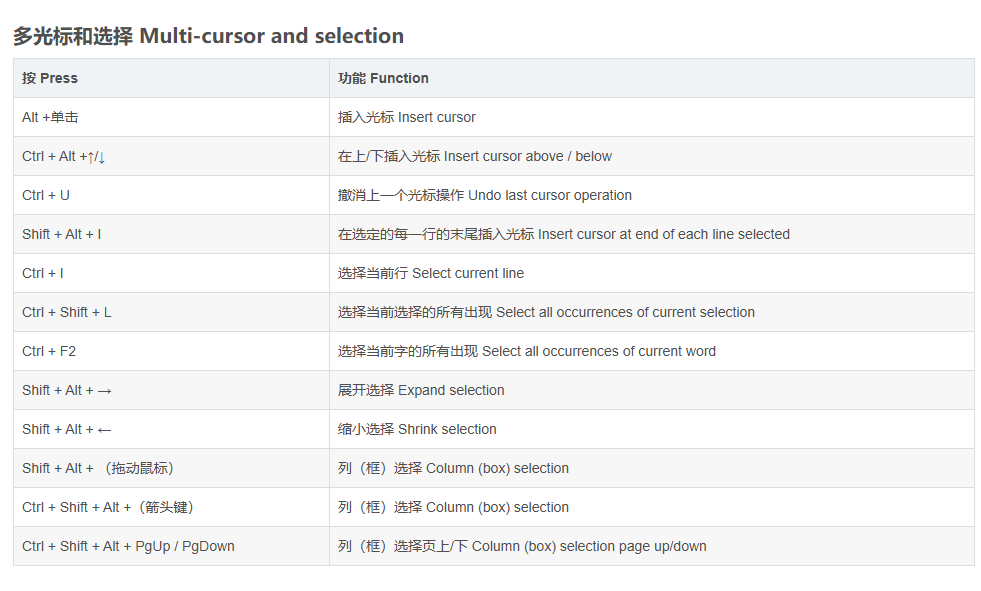 多光标和选择 Multi-cursor and selection
按 Press 功能 Function
Alt +单击 插入光标 Insert cursor
Ctrl + Alt +↑/↓ 在上/下插入光标 Insert cursor above / below
Ctrl + U 撤消上一个光标操作 Undo last cursor operation
Shift + Alt + I 在选定的每一行的末尾插入光标 Insert cursor at end of each line selected
Ctrl + I 选择当前行 Select current line
Ctrl + Shift + L 选择当前选择的所有出现 Select all occurrences of current selection
Ctrl + F2 选择当前字的所有出现 Select all occurrences of current word
Shift + Alt + → 展开选择 Expand selection
Shift + Alt + ← 缩小选择 Shrink selection
Shift + Alt + （拖动鼠标） 列（框）选择 Column (box) selection
Ctrl + Shift + Alt +（箭头键） 列（框）选择 Column (box) selection
Ctrl + Shift + Alt + PgUp / PgDown 列（框）选择页上/下 Column (box) selection page up/down